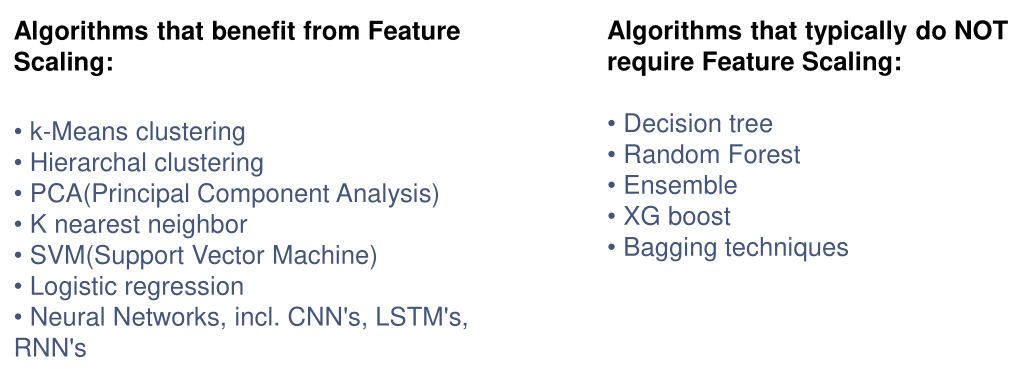 Algorithms that benefit from Feature
Scaling:
• k-Means clustering
• Hierarchal clustering
• PCA(Principal Component Analysis)
• K nearest neighbor
• SVM(Support Vector Machine)
• Logistic regression
• Neural Networks, incl. CNN's, LSTM's,
RNN's
Algorithms that typically do NOT
require Feature Scaling:
• Decision tree
• Random Forest
• Ensemble
• XG boost
• Bagging techniques